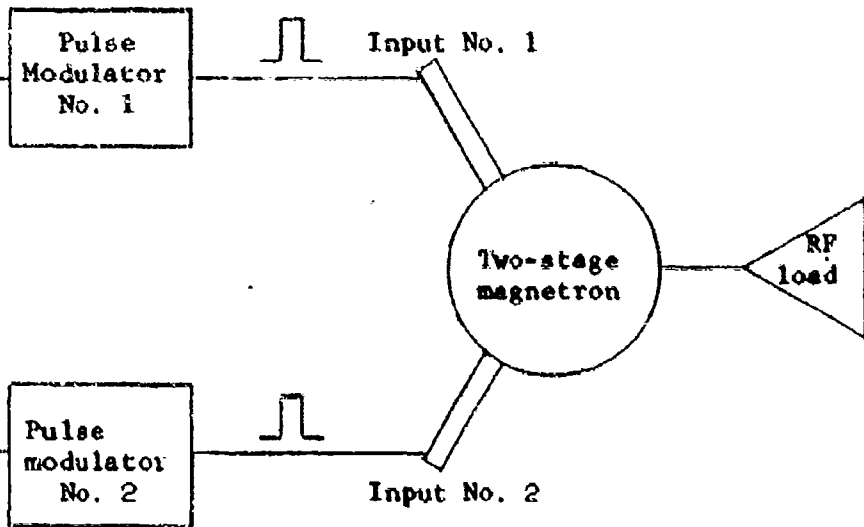 Pulse
Modulator
No. 1
Input No. 1
Two-stage
magnetron
RF
load
Pulse
modulator
No. 2
Input No. 2